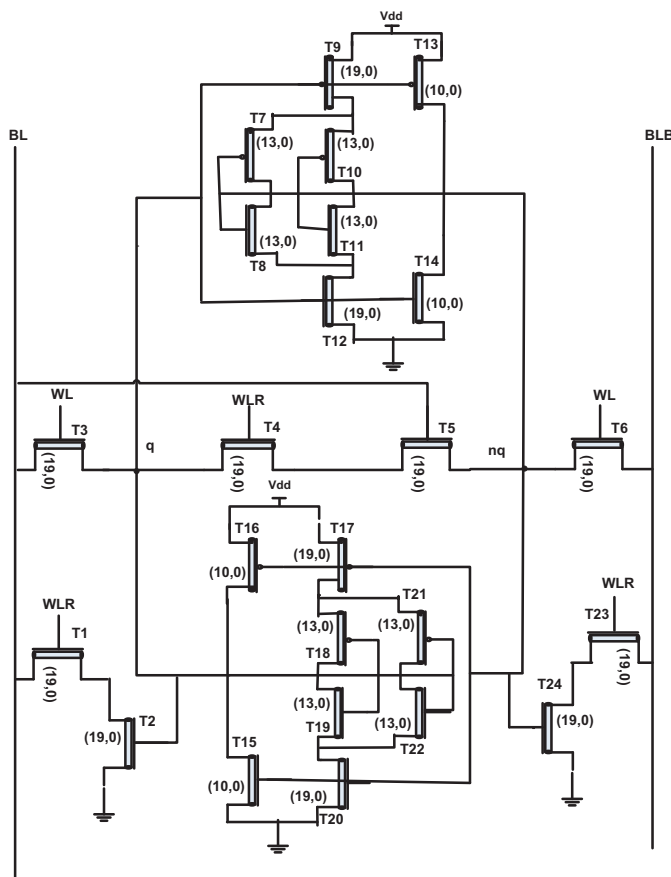 Vdd
T9
T13
(19,0)
(10,0)
T7
BL
BLB
(13,0)
(13,0)
T10
(13,0)
(13,0)
T11
T8
T14
(10,0)
(19,0)
T12
WL
WLR
WL
T3
T4
T5
T6
q
nq
(19,0)
(19,0)
(19,0)
(19,0)
Vdd
T16
T17
(10,0)
(19,0)
T21
WLR
WLR
T23
T1
(13,0)
(13,0)
T18
(19,0)
(19,0)
T24
T2
(13,0)
T19
(13,0)
(19,0)
(19,0)
T15
T22
(10,0)
(19,0)
T20